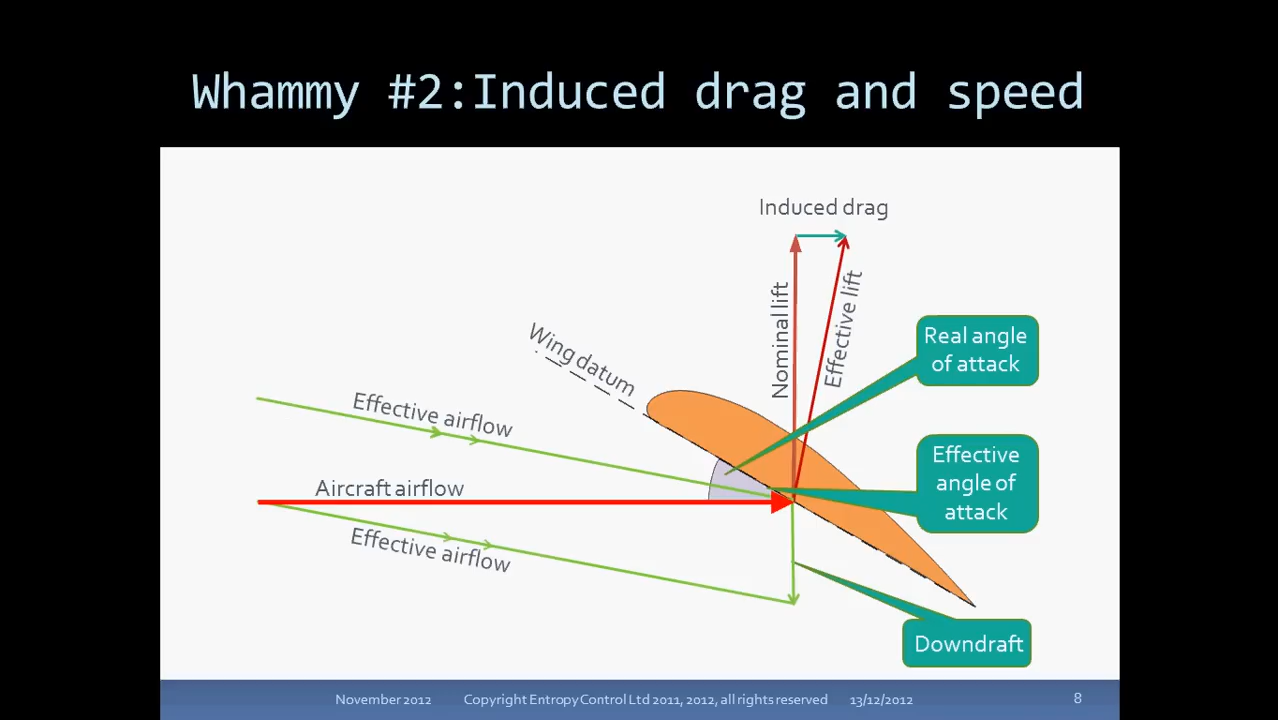 Whammy #2:Induced drag and speed
Induced drag
Nominal lift
Effective lift
Wing datum
Real angle
of attack
Effective airflow
Effective
angle of
attack
Aircraft airflow
Effective airflow
Downdraft
November 2012 Copyright Entropy Control Ltd 2011, 2012, all rights reserved 13/12/2012 8